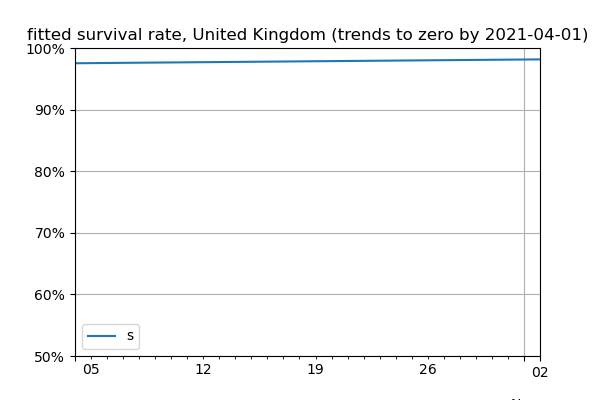 fitted survival rate, United Kingdom (trends to zero by 2021-04-01)
100%
90%
80%
70%
60%
50%
s
05 12 19 26 02